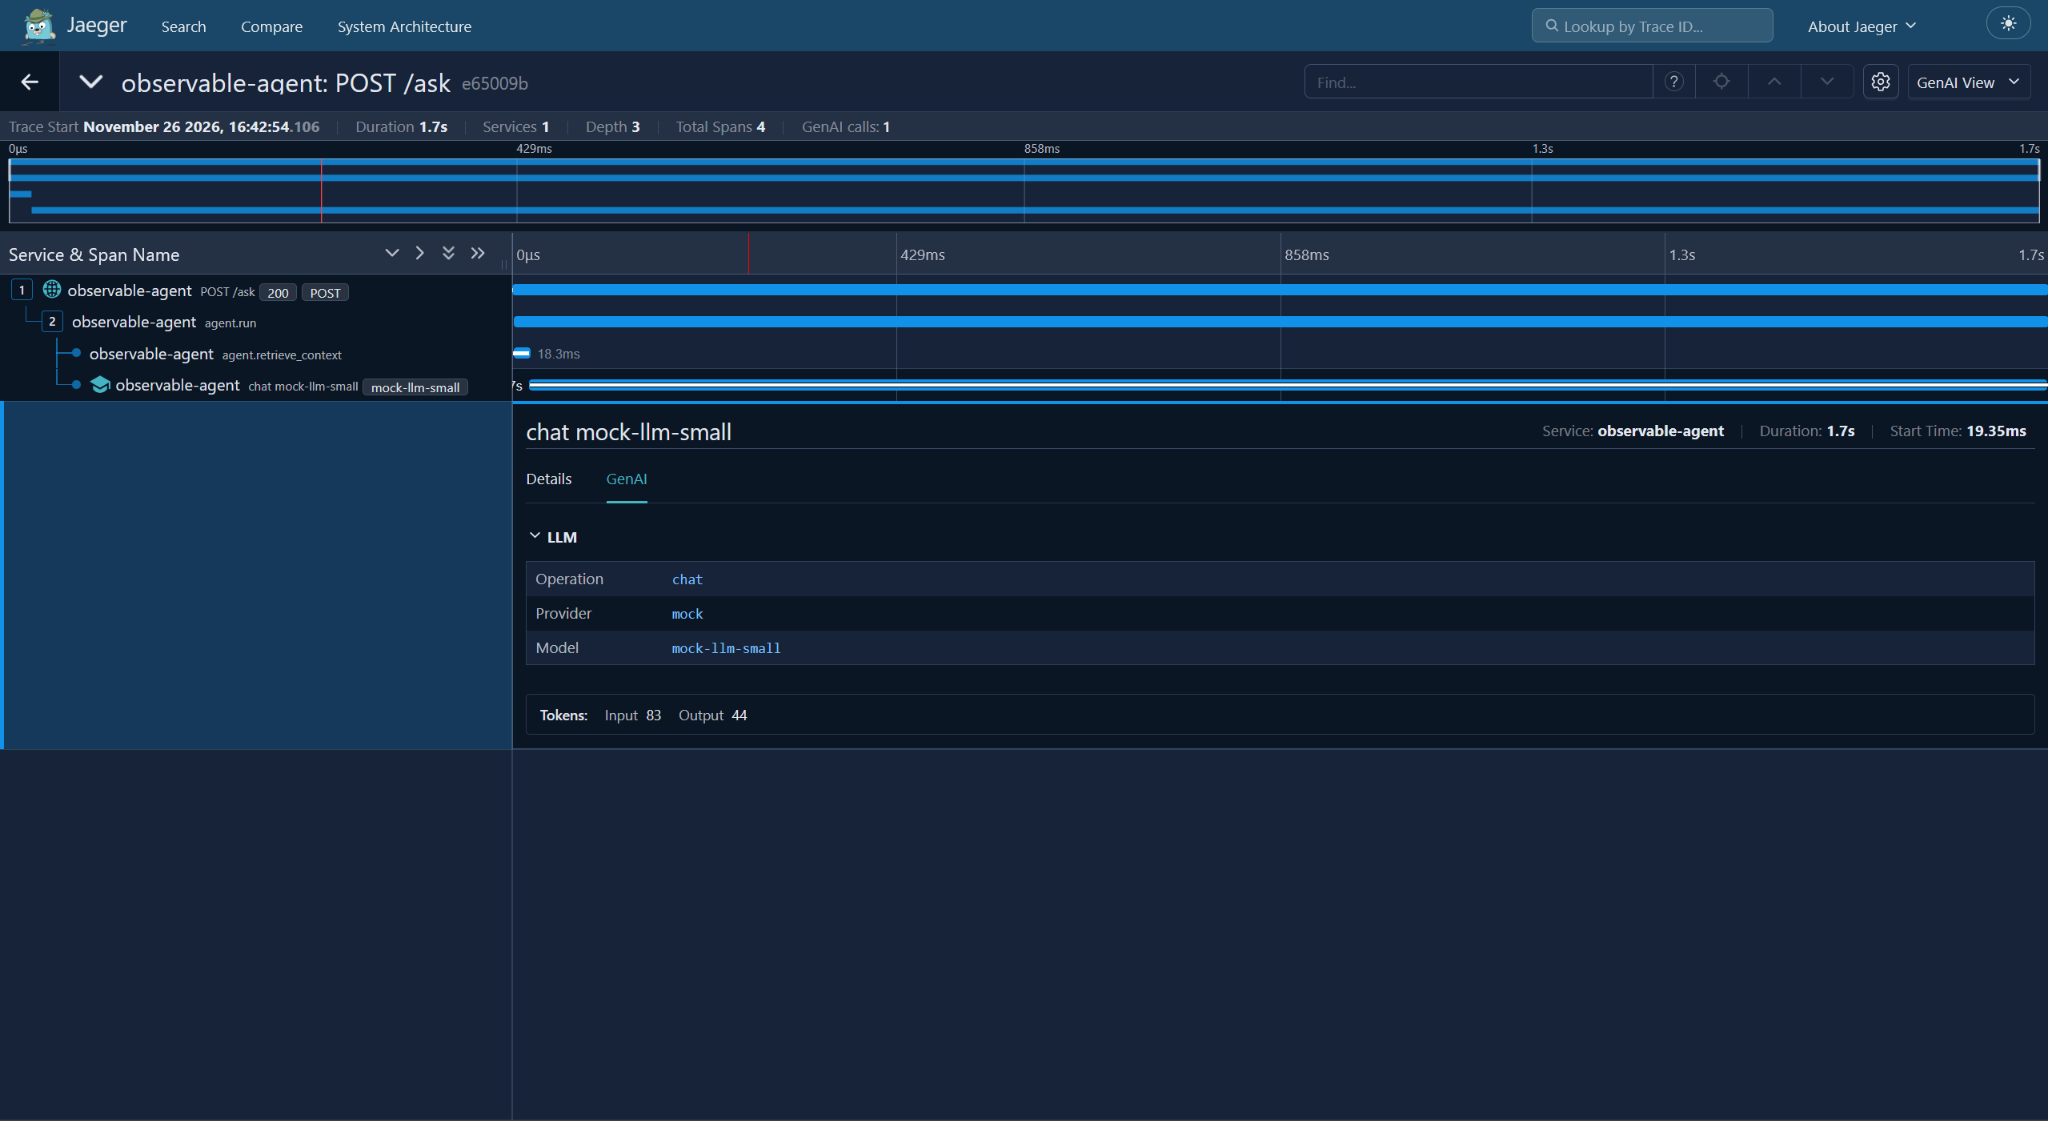 Jaeger Search Compare System Architecture Lookup by Trace ID... About Jaeger
observable-agent: POST /ask e65009b Find... ? GenAI View
Trace Start November 26 2026, 16:42:54.106 Duration 1.7s Services 1 Depth 3 Total Spans 4 GenAI calls: 1
0µs 429ms 858ms 1.3s 1.7s
Service & Span Name 0µs 429ms 858ms 1.3s 1.7s
1 observable-agent POST /ask 200 POST
2 observable-agent agent.run
observable-agent agent.retrieve_context 18.3ms
observable-agent chat mock-llm-small mock-llm-small 7s
chat mock-llm-small Service: observable-agent Duration: 1.7s Start Time: 19.35ms
Details GenAI
LLM
Operation chat
Provider mock
Model mock-llm-small
Tokens: Input 83 Output 44